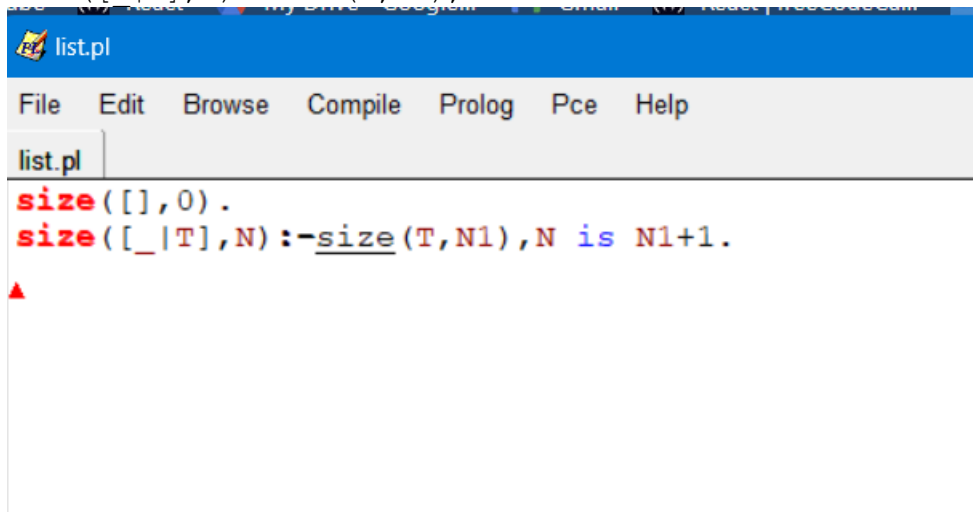 list.pl
File Edit Browse Compile Prolog Pce Help
list.pl
size([],0).
size([_|T],N):-size(T,N1),N is N1+1.